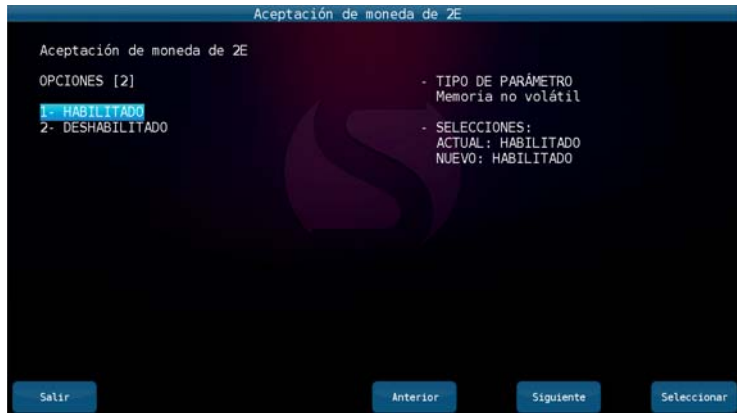 Aceptación de moneda de 2E
Aceptación de moneda de 2E
OPCIONES [2]
1- HABILITADO
2- DESHABILITADO
- TIPO DE PARÁMETRO
Memoria no volátil
- SELECCIONES:
ACTUAL: HABILITADO
NUEVO: HABILITADO
Salir
Anterior
Siguiente
Seleccionar